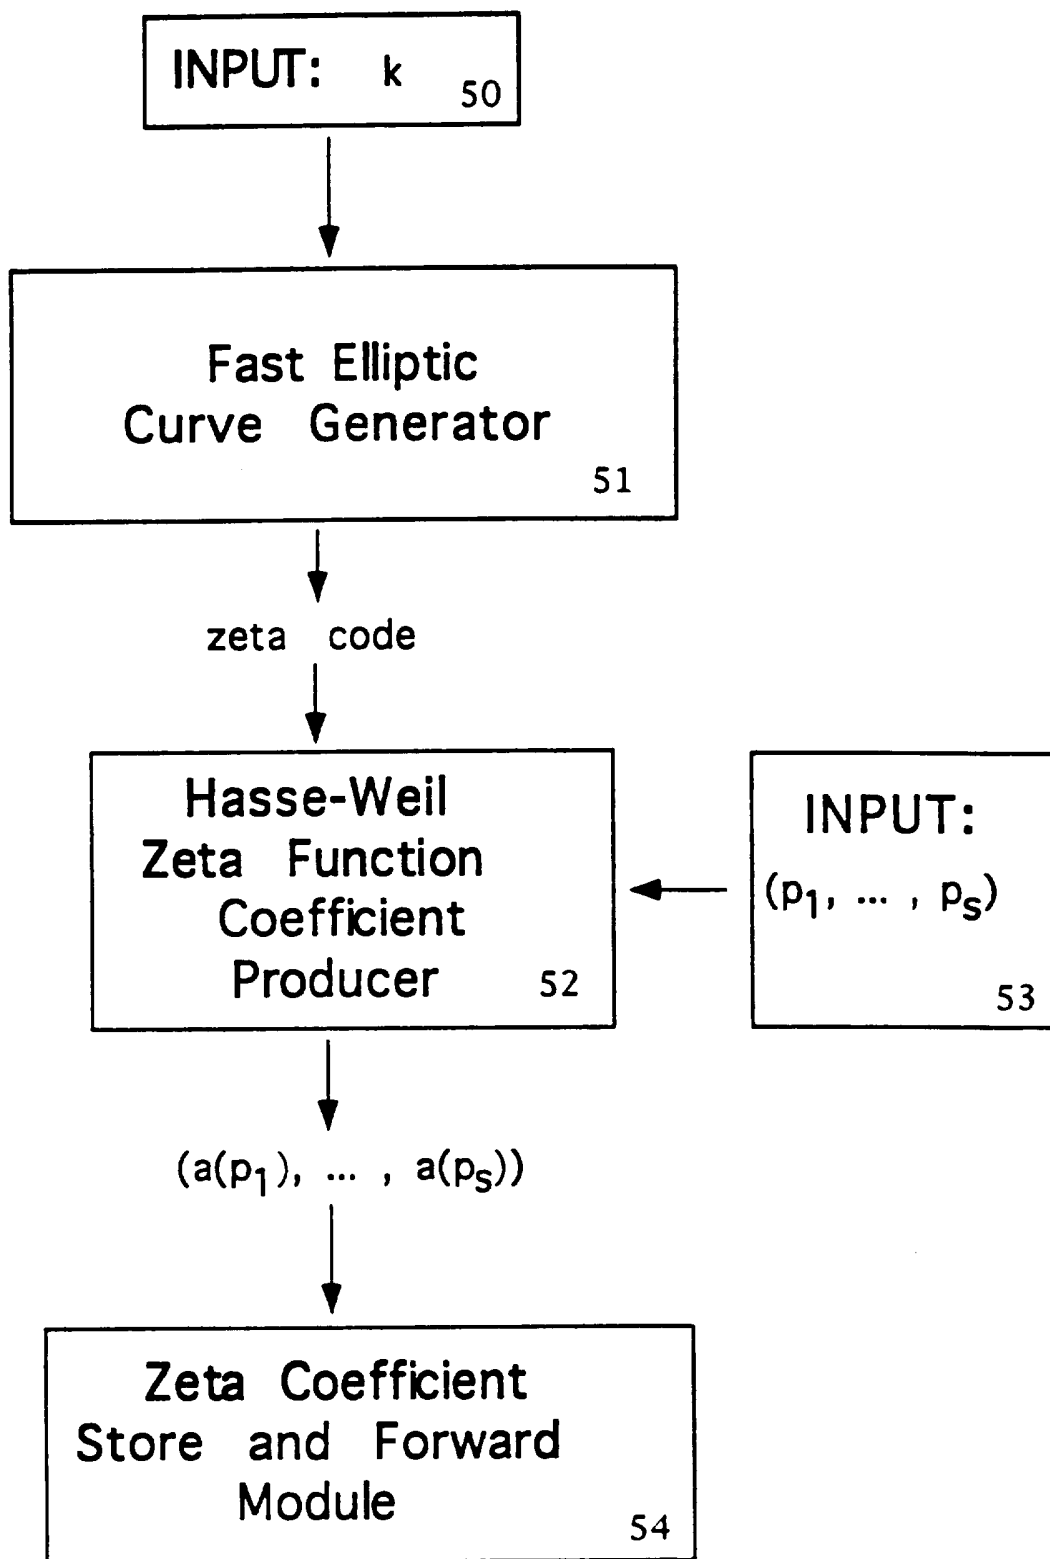 INPUT: k
50
Fast Elliptic
Curve Generator
51
zeta code
Hasse-Weil
Zeta Function
Coefficient
Producer 52
INPUT:
(p1, ... , ps)
53
(a(p1), ... , a(ps))
Zeta Coefficient
Store and Forward
Module
54